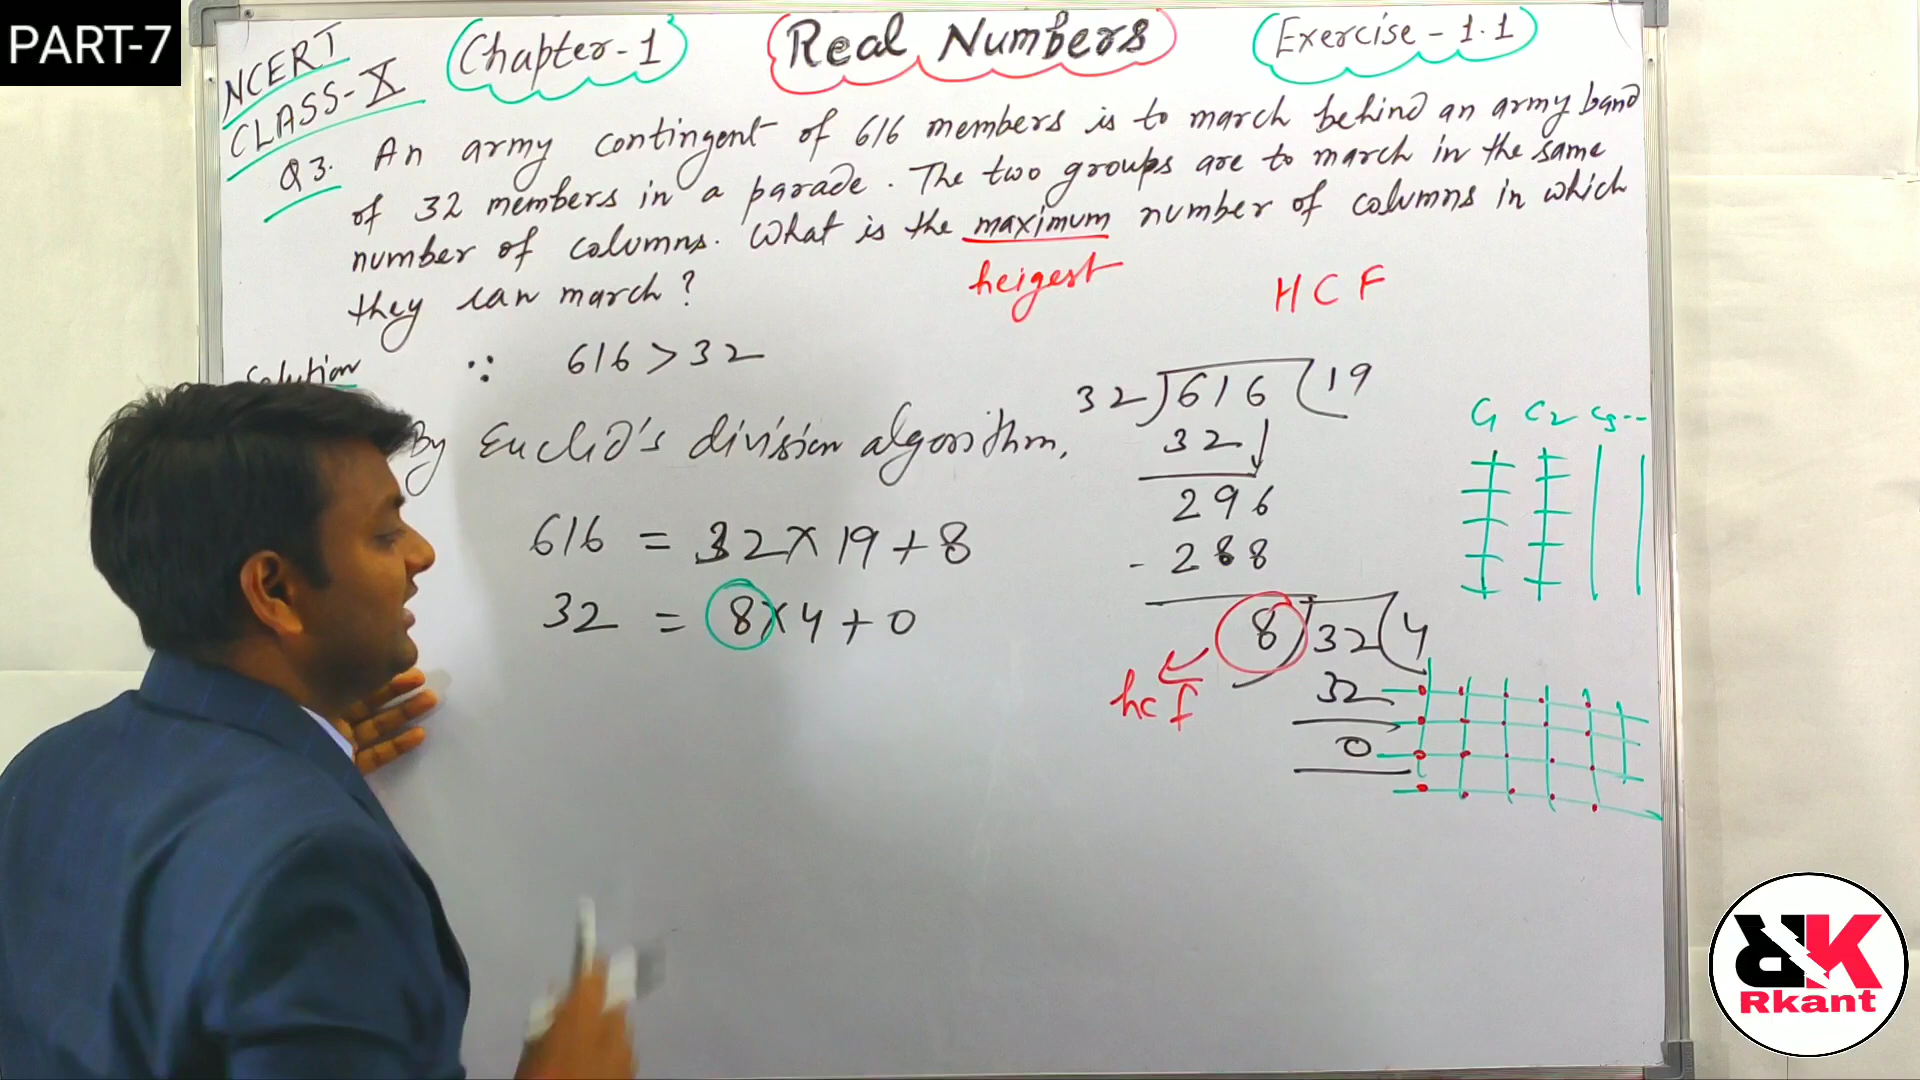 PART-7
NCERT
CLASS-X
Chapter-1
Real Numbers
Exercise - 1.1
Q3. An army contingent of 616 members is to march behind an army band
of 32 members in a parade. The two groups are to march in the same
number of columns. What is the maximum number of columns in which
they can march?
heigest
HCF
Solution
∵ 616 > 32
By Euclid's division algorithm,
616 = 32 × 19 + 8
32 = 8 × 4 + 0
32 ) 616 ( 19
32
296
- 288
8 ) 32 ( 4
32
0
hcf
C1 C2 C3 --
RK
Rkant